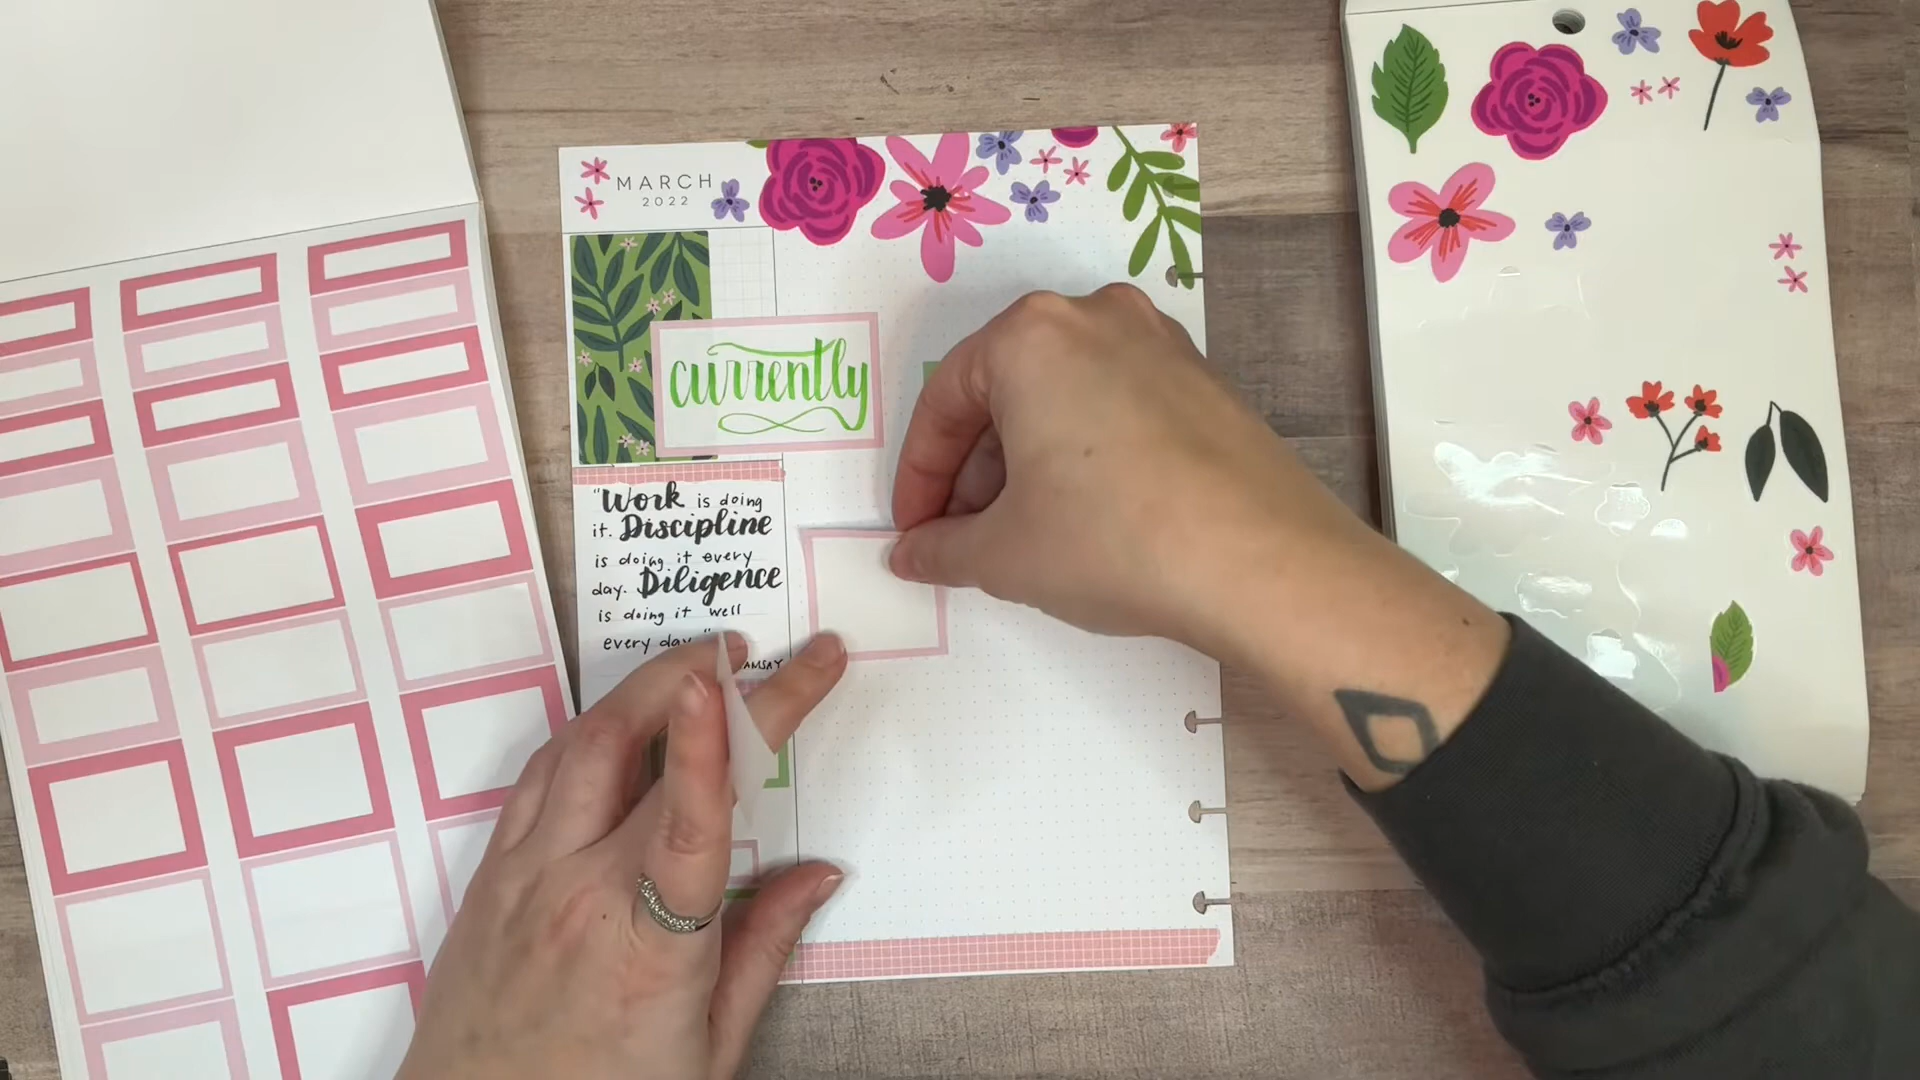 MARCH
2022
currently
"Work is doing
it. Discipline
is doing it every
day. Diligence
is doing it well
every day."